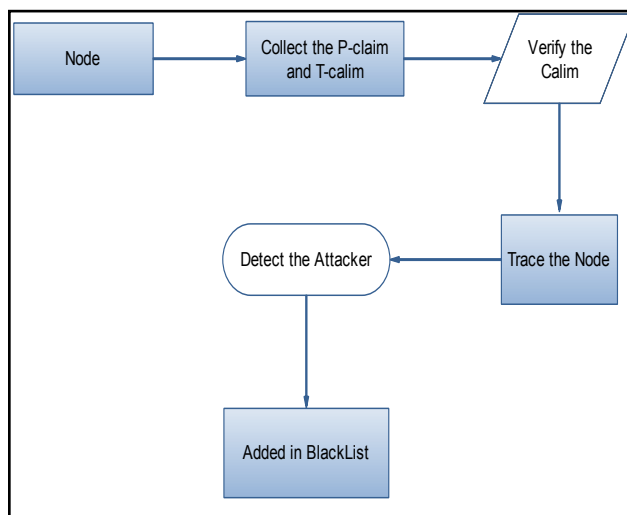 Node
Collect the P-claim
and T-calim
Verify the
Calim
Detect the Attacker
Trace the Node
Added in BlackList